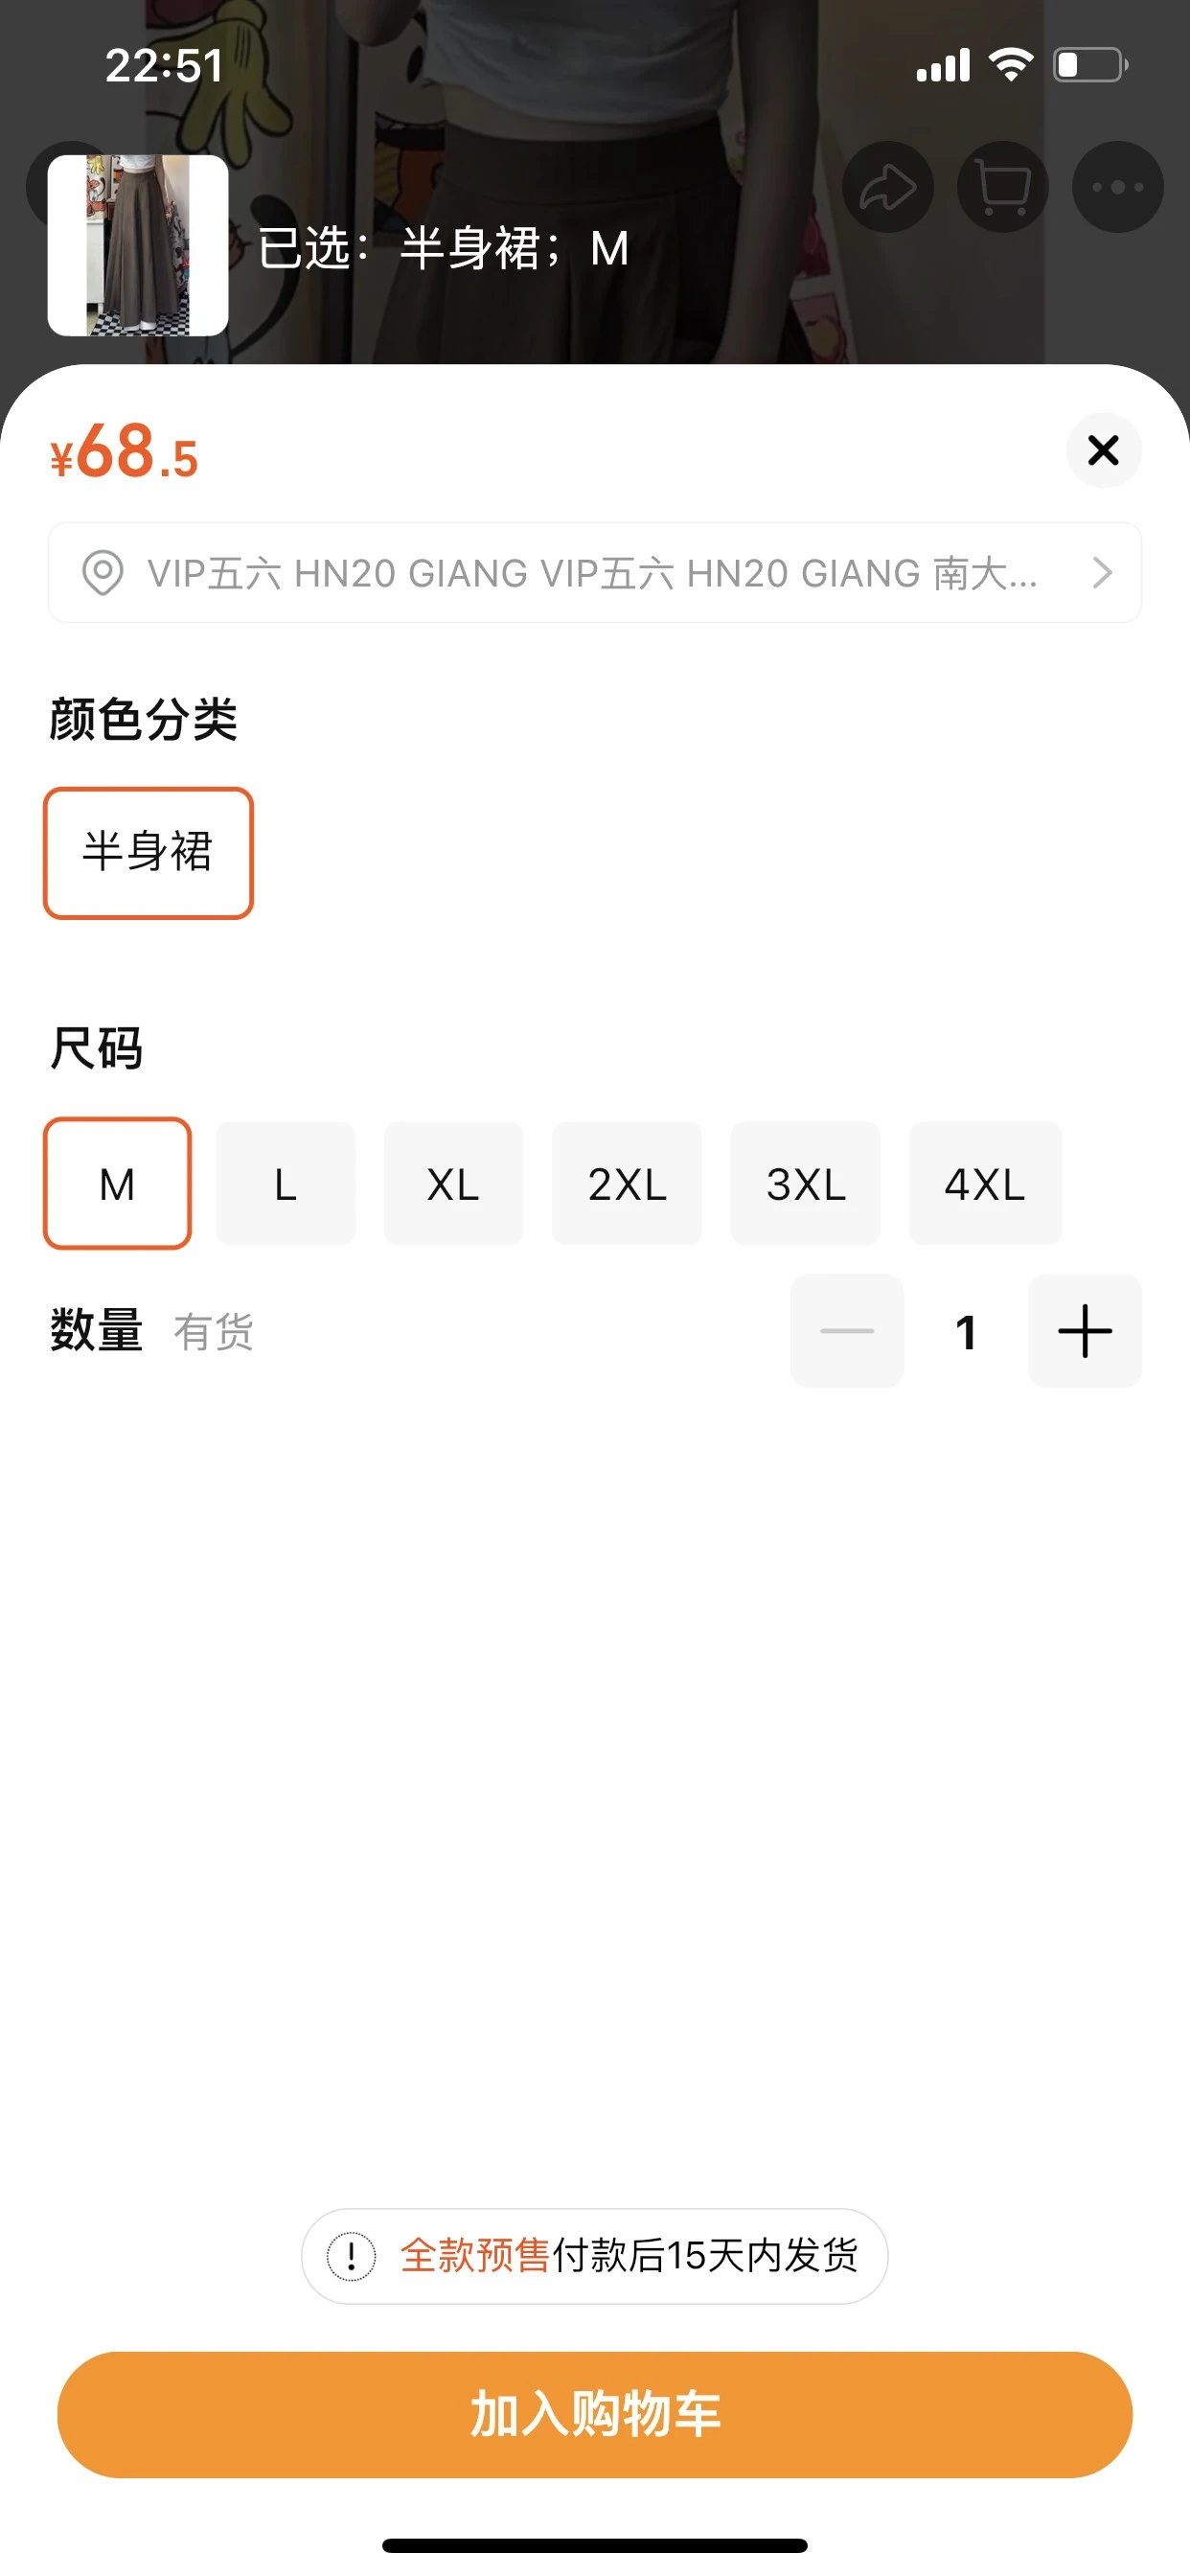 22:51
已选：半身裙；M
¥68.5
VIP五六 HN20 GIANG VIP五六 HN20 GIANG 南大...
颜色分类
半身裙
尺码
M L XL 2XL 3XL 4XL
数量 有货 1
全款预售付款后15天内发货
加入购物车